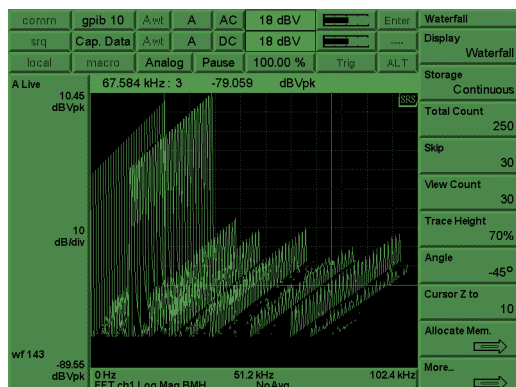 comm gpib 10 A wt A AC 18 dBV Enter
srq Cap. Data A wt A DC 18 dBV ----
local macro Analog Pause 100.00 % Trig ALT
A Live
67.584 kHz : 3 -79.059 dBVpk
10.45
dBVpk
SRS
10
dB/div
wf 143
-89.55
dBVpk
0 Hz 51.2 kHz 102.4 kHz
FFT ch1 Log Mag BMH NoAvg
Waterfall
Display
Waterfall
Storage
Continuous
Total Count
250
Skip
30
View Count
30
Trace Height
70%
Angle
-45°
Cursor Z to
10
Allocate Mem.
More...